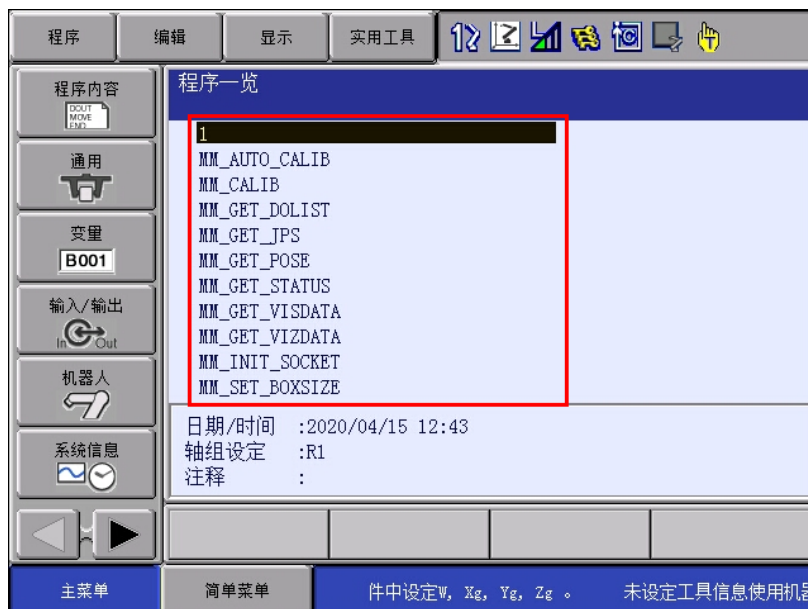 程序
编辑
显示
实用工具
程序内容
DOUT
MOVE
END
通用
变量
B001
输入/输出
In Out
机器人
系统信息
程序一览
1
MM_AUTO_CALIB
MM_CALIB
MM_GET_DOLIST
MM_GET_JPS
MM_GET_POSE
MM_GET_STATUS
MM_GET_VISDATA
MM_GET_VIZDATA
MM_INIT_SOCKET
MM_SET_BOXSIZE
日期/时间 :2020/04/15 12:43
轴组设定 :R1
注释 :
主菜单
简单菜单
件中设定W, Xg, Yg, Zg 。 未设定工具信息使用机